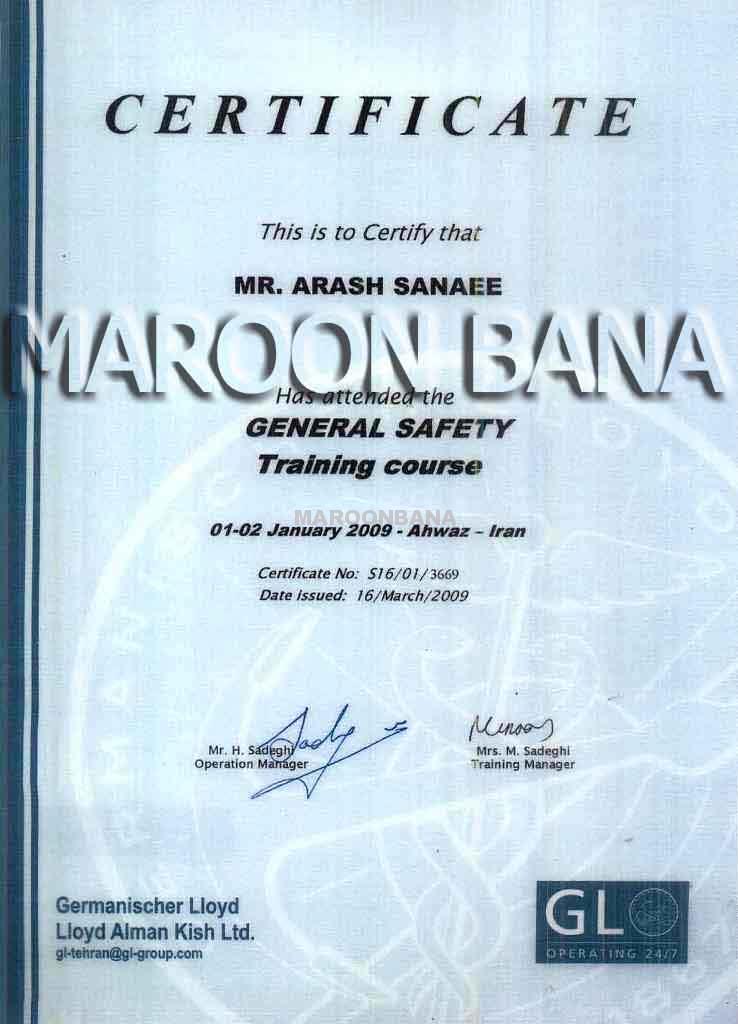 CERTIFICATE
This is to Certify that
MR. ARASH SANAEE
MAROON BANA
Has attended the
GENERAL SAFETY
Training course
MAROONBANA
01-02 January 2009 - Ahwaz - Iran
Certificate No: S16/01/3669
Date issued: 16/March/2009
Mr. H. Sadeghi
Operation Manager
Mrs. M. Sadeghi
Training Manager
Germanischer Lloyd
Lloyd Alman Kish Ltd.
gl-tehran@gl-group.com
GL
OPERATING 24/7